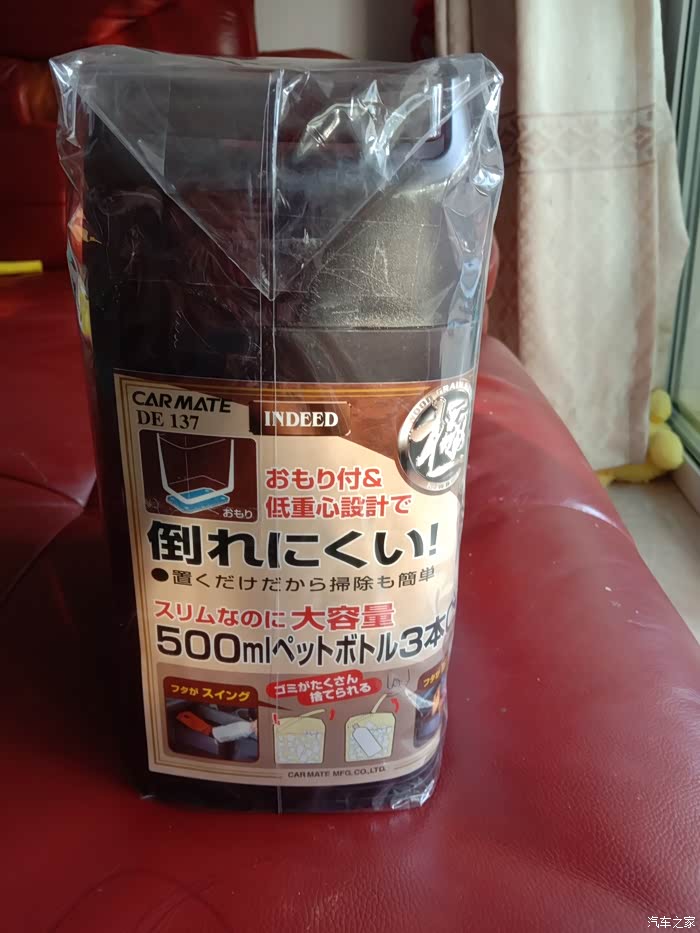 CAR MATE
DE 137
INDEED
極
おもり
おもり付&
低重心設計で
倒れにくい!
●置くだけだから掃除も簡単
スリムなのに大容量
500mlペットボトル3本
フタがスイング
ゴミがたくさん
捨てられる
フタが
CAR MATE MFG.CO.,LTD.
汽车之家